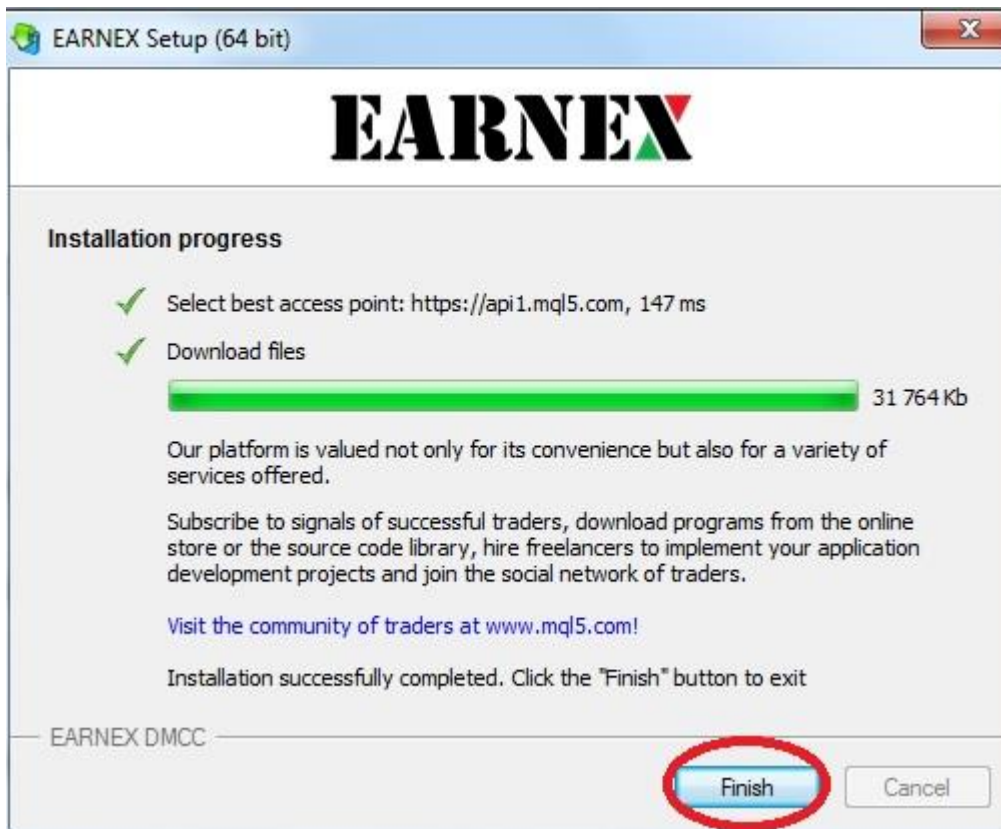 EARNEX Setup (64 bit)
EARNEX
Installation progress
Select best access point: https://api1.mql5.com, 147 ms
Download files
31 764 Kb
Our platform is valued not only for its convenience but also for a variety of
services offered.
Subscribe to signals of successful traders, download programs from the online
store or the source code library, hire freelancers to implement your application
development projects and join the social network of traders.
Visit the community of traders at www.mql5.com!
Installation successfully completed. Click the "Finish" button to exit
EARNEX DMCC
Finish
Cancel